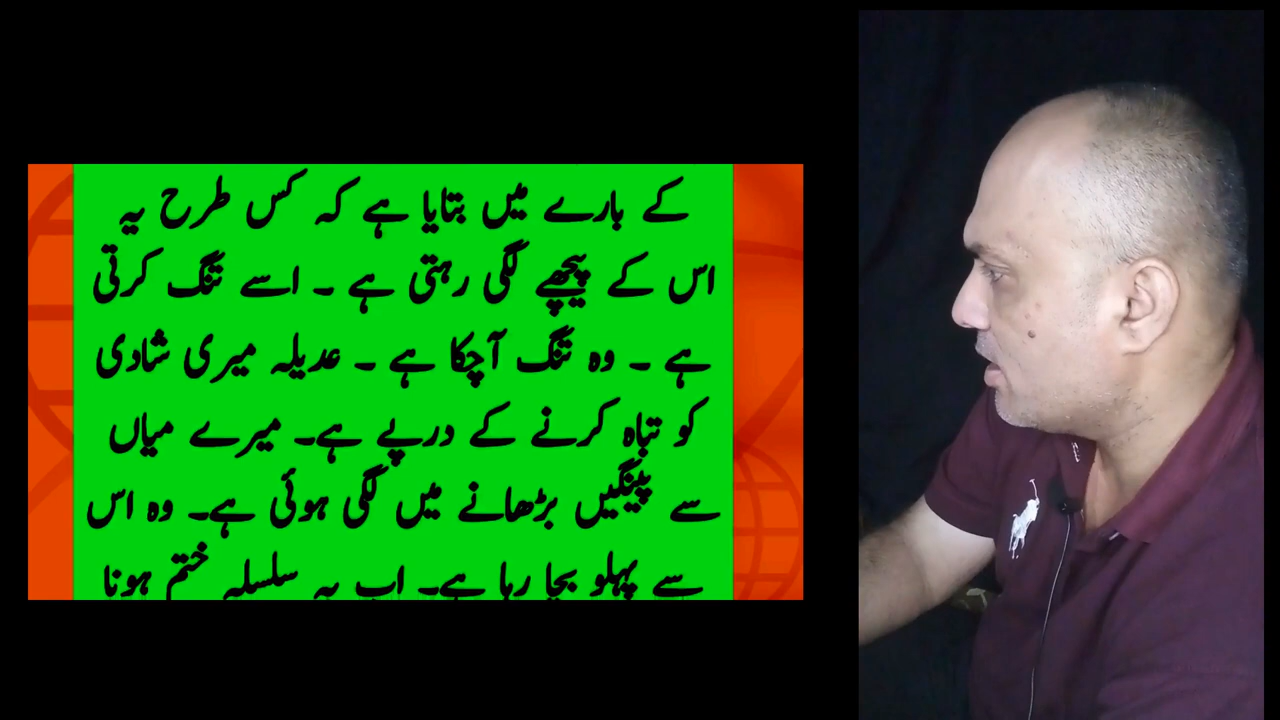 کے بارے میں بتایا ہے کہ کس طرح یہ
اس کے پیچھے لگی رہتی ہے ۔ اسے تنگ کرتی
ہے ۔ وہ تنگ آچکا ہے ۔ عدیلہ میری شادی
کو تباہ کرنے کے درپے ہے۔ میرے میاں
سے پینگیں بڑھانے میں لگی ہوئی ہے۔ وہ اس
سے پہلو بچا رہا ہے۔ اب یہ سلسلہ ختم ہونا